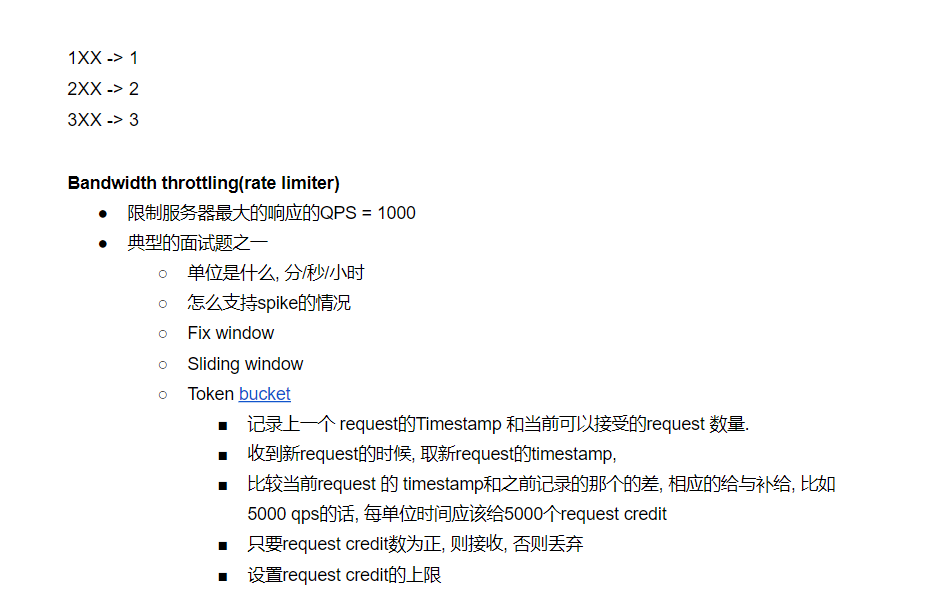 1XX -> 1
2XX -> 2
3XX -> 3
Bandwidth throttling(rate limiter)
● 限制服务器最大的响应的QPS = 1000
● 典型的面试题之一
○ 单位是什么, 分/秒/小时
○ 怎么支持spike的情况
○ Fix window
○ Sliding window
○ Token bucket
■ 记录上一个 request的Timestamp 和当前可以接受的request 数量.
■ 收到新request的时候, 取新request的timestamp,
■ 比较当前request 的 timestamp和之前记录的那个的差, 相应的给与补给, 比如
5000 qps的话, 每单位时间应该给5000个request credit
■ 只要request credit数为正, 则接收, 否则丢弃
■ 设置request credit的上限